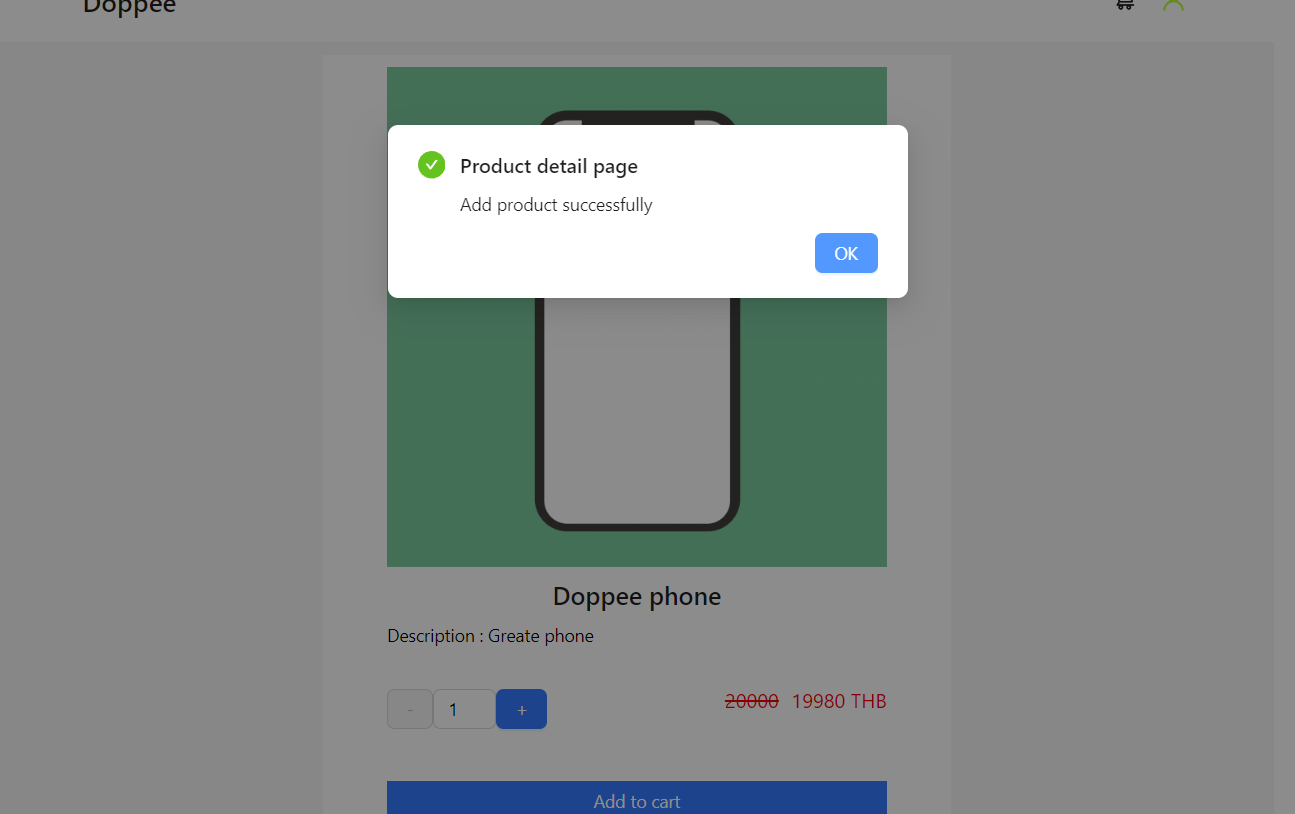 Doppee
Product detail page
Add product successfully
OK
Doppee phone
Description : Greate phone
- 1 +
20000 19980 THB
Add to cart